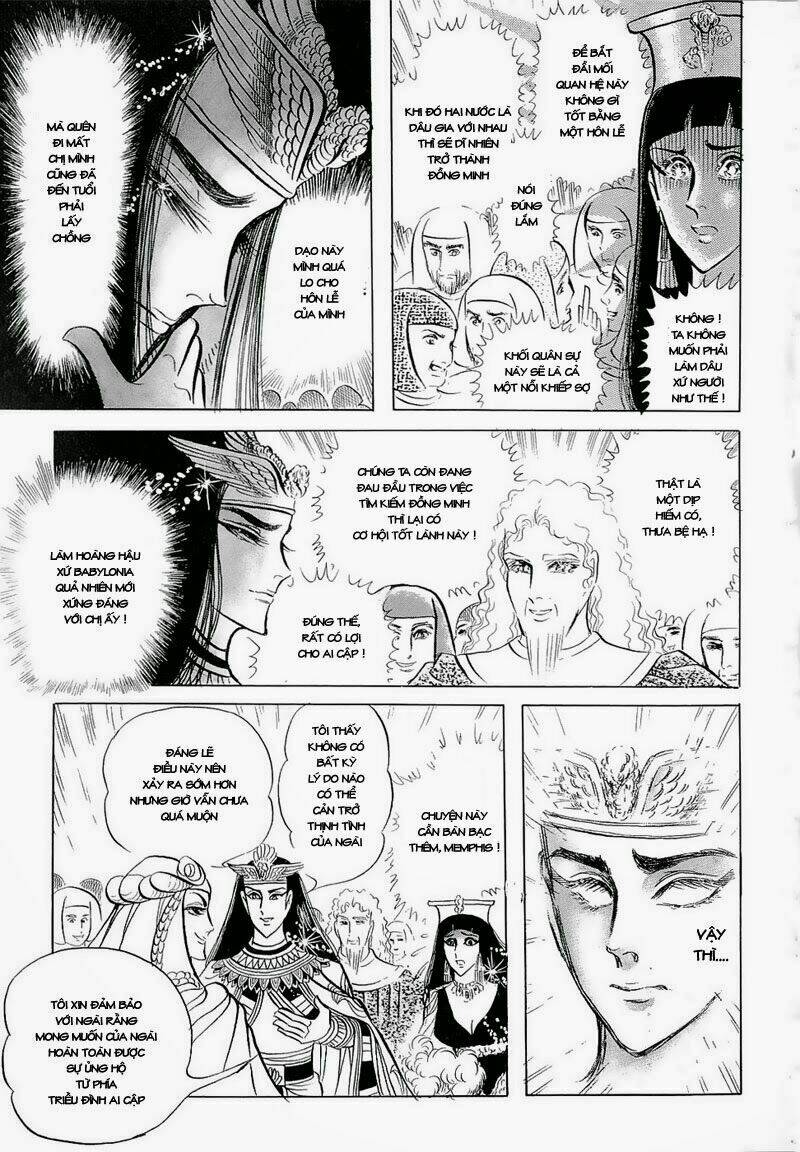 ĐỂ BẮT
ĐẦU MỐI
QUAN HỆ NÀY
KHÔNG GÌ
TỐT BẰNG
MỘT HÔN LỄ
KHI ĐÓ HAI NƯỚC LÀ
DÂU GIA VỚI NHAU
THÌ SẼ DĨ NHIÊN
TRỞ THÀNH
ĐỒNG MINH
NÓI
ĐÚNG
LẮM
KHÔNG !
TA KHÔNG
MUỐN PHẢI
LÀM DÂU
XỨ NGƯỜI
NHƯ THẾ !
KHỐI QUÂN SỰ
NÀY SẼ LÀ CẢ
MỘT NỖI KHIẾP SỢ
DẠO NÀY
MÌNH QUÁ
LO CHO
HÔN LỄ
CỦA MÌNH
MÀ QUÊN
ĐI MẤT
CHỊ MÌNH
CŨNG ĐÃ
ĐẾN TUỔI
PHẢI
LẤY
CHỒNG
THẬT LÀ
MỘT DỊP
HIẾM CÓ,
THƯA BỆ HẠ !
CHÚNG TA CÒN ĐANG
ĐAU ĐẦU TRONG VIỆC
TÌM KIẾM ĐỒNG MINH
THÌ LẠI CÓ
CƠ HỘI TỐT LÀNH NÀY !
ĐÚNG THẾ,
RẤT CÓ LỢI
CHO AI CẬP !
LÀM HOÀNG HẬU
XỨ BABYLONIA
QUẢ NHIÊN MỚI
XỨNG ĐÁNG
VỚI CHỊ ẤY !
VẬY
THÌ....
CHUYỆN NÀY
CẦN BÀN BẠC
THÊM, MEMPHIS !
TÔI THẤY
KHÔNG CÓ
BẤT KỲ
LÝ DO NÀO
CÓ THỂ
CẢN TRỞ
THỊNH TÌNH
CỦA NGÀI
ĐÁNG LẼ
ĐIỀU NÀY NÊN
XẢY RA SỚM HƠN
NHƯNG GIỜ VẪN CHƯA
QUÁ MUỘN
TÔI XIN ĐẢM BẢO
VỚI NGÀI RẰNG
MONG MUỐN CỦA NGÀI
HOÀN TOÀN ĐƯỢC
SỰ ỦNG HỘ
TỪ PHÍA
TRIỀU ĐÌNH AI CẬP